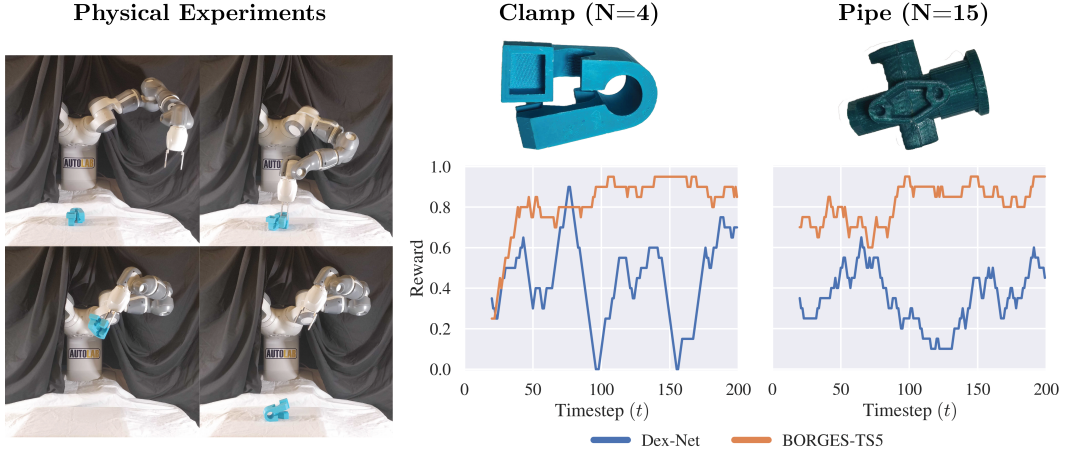 Physical Experiments
Clamp (N=4)
Pipe (N=15)
AUTOLAB
AUTOLAB
AUTOLAB
AUTOLAB
Reward
1.0
0.8
0.6
0.4
0.2
0.0
0
50
100
150
200
0
50
100
150
200
Timestep (t)
Timestep (t)
Dex-Net
BORGES-TS5